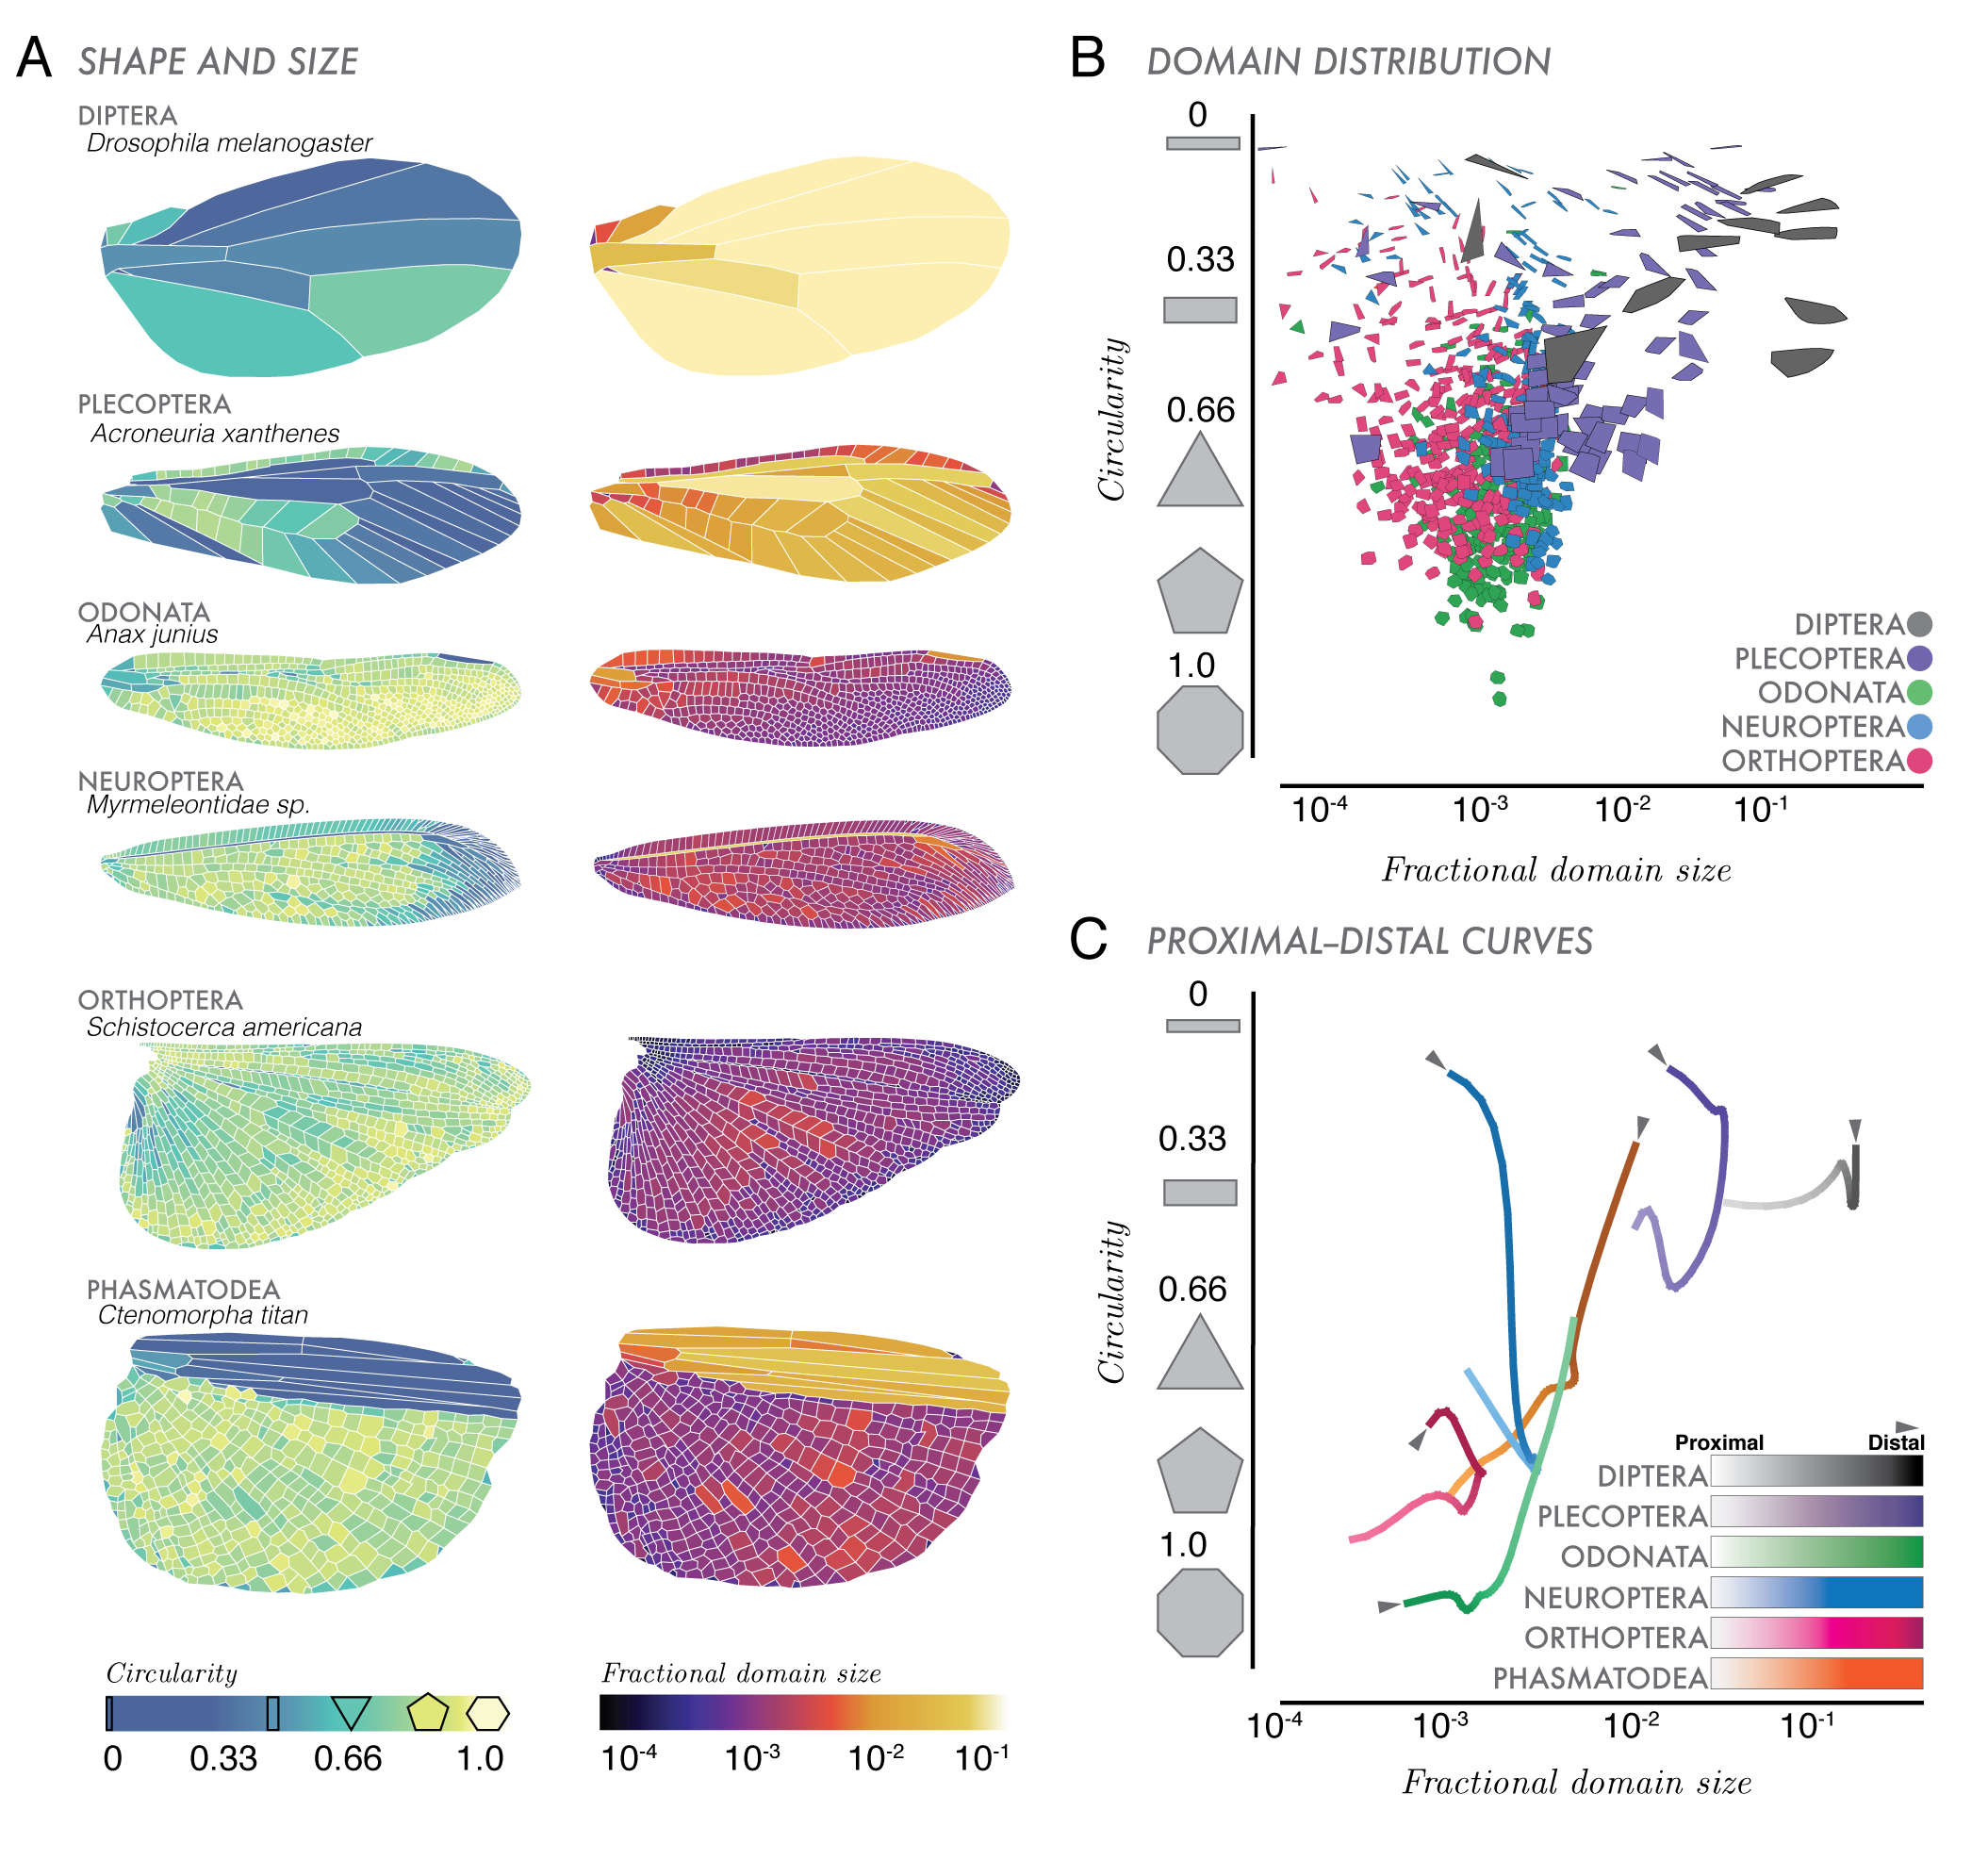 A SHAPE AND SIZE
DIPTERA
Drosophila melanogaster
PLECOPTERA
Acroneuria xanthenes
ODONATA
Anax junius
NEUROPTERA
Myrmeleontidae sp.
ORTHOPTERA
Schistocerca americana
PHASMATODEA
Ctenomorpha titan
Circularity
0 0.33 0.66 1.0
Fractional domain size
10-4 10-3 10-2 10-1
B DOMAIN DISTRIBUTION
0
0.33
0.66
1.0
Circularity
DIPTERA
PLECOPTERA
ODONATA
NEUROPTERA
ORTHOPTERA
10-4 10-3 10-2 10-1
Fractional domain size
C PROXIMAL–DISTAL CURVES
0
0.33
0.66
1.0
Circularity
Proximal Distal
DIPTERA
PLECOPTERA
ODONATA
NEUROPTERA
ORTHOPTERA
PHASMATODEA
10-4 10-3 10-2 10-1
Fractional domain size